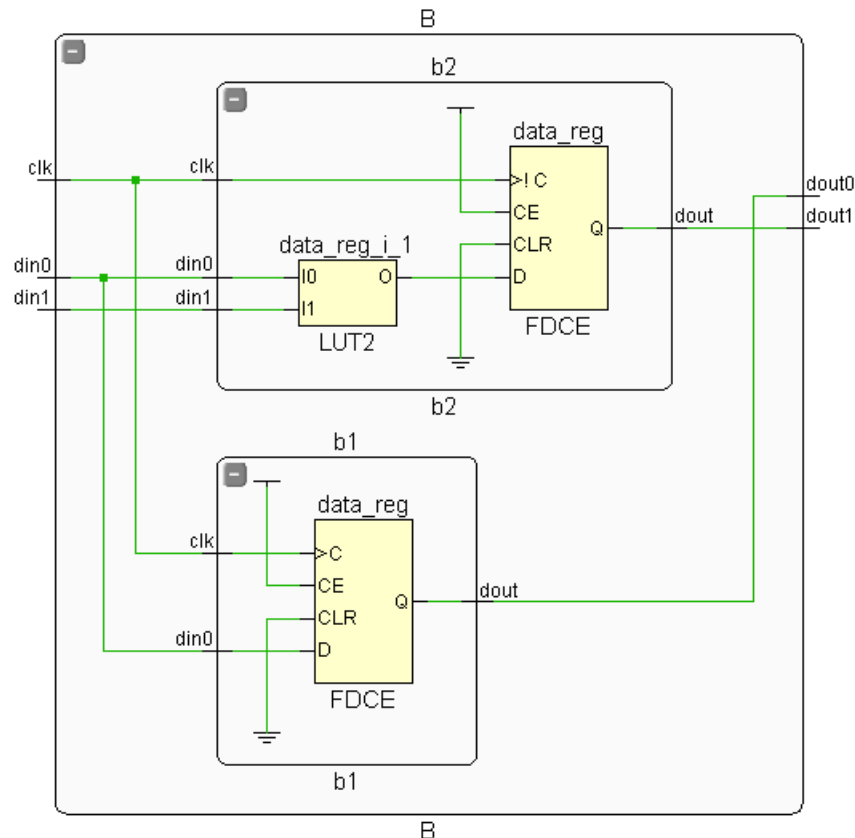 B
b2
data_reg
clk
clk
>! C
dout0
CE
dout
dout1
CLR
Q
data_reg_i_1
din0
din0
I0
O
D
din1
din1
I1
LUT2
FDCE
b2
b1
data_reg
clk
>C
CE
dout
Q
CLR
din0
D
FDCE
b1
B